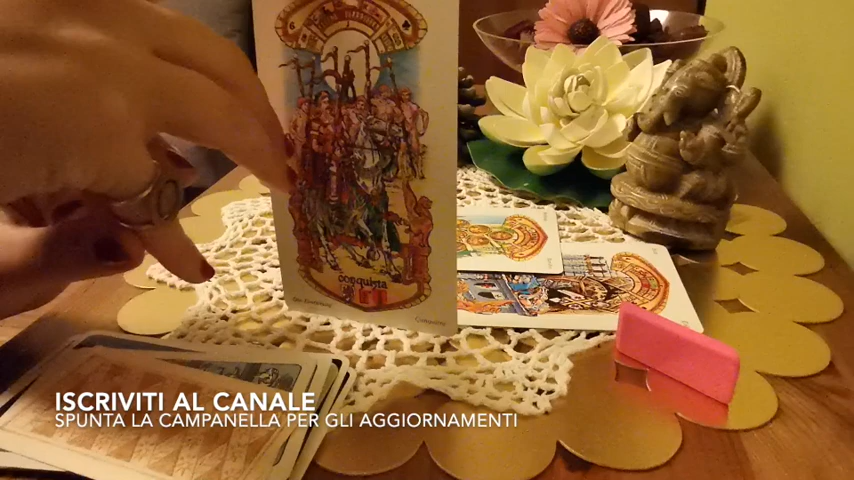 conquista
ISCRIVITI AL CANALE
SPUNTA LA CAMPANELLA PER GLI AGGIORNAMENTI